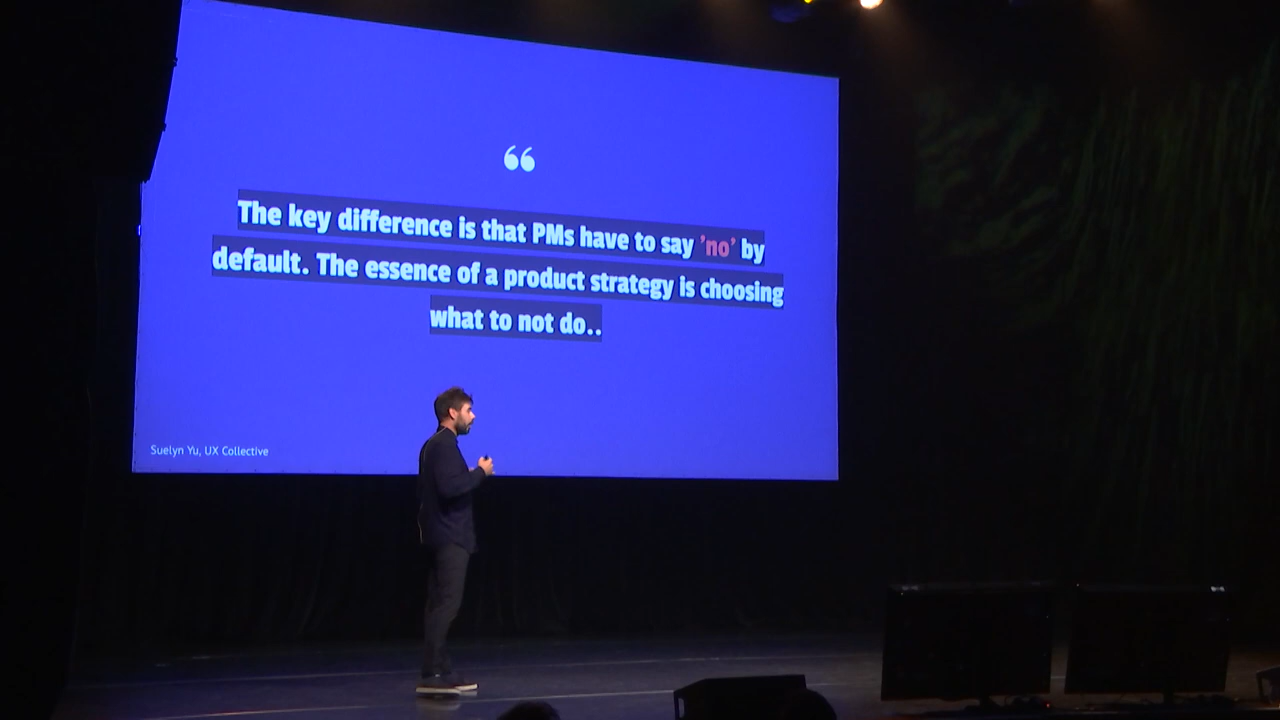 “
The key difference is that PMs have to say 'no' by
default. The essence of a product strategy is choosing
what to not do..
Suelyn Yu, UX Collective